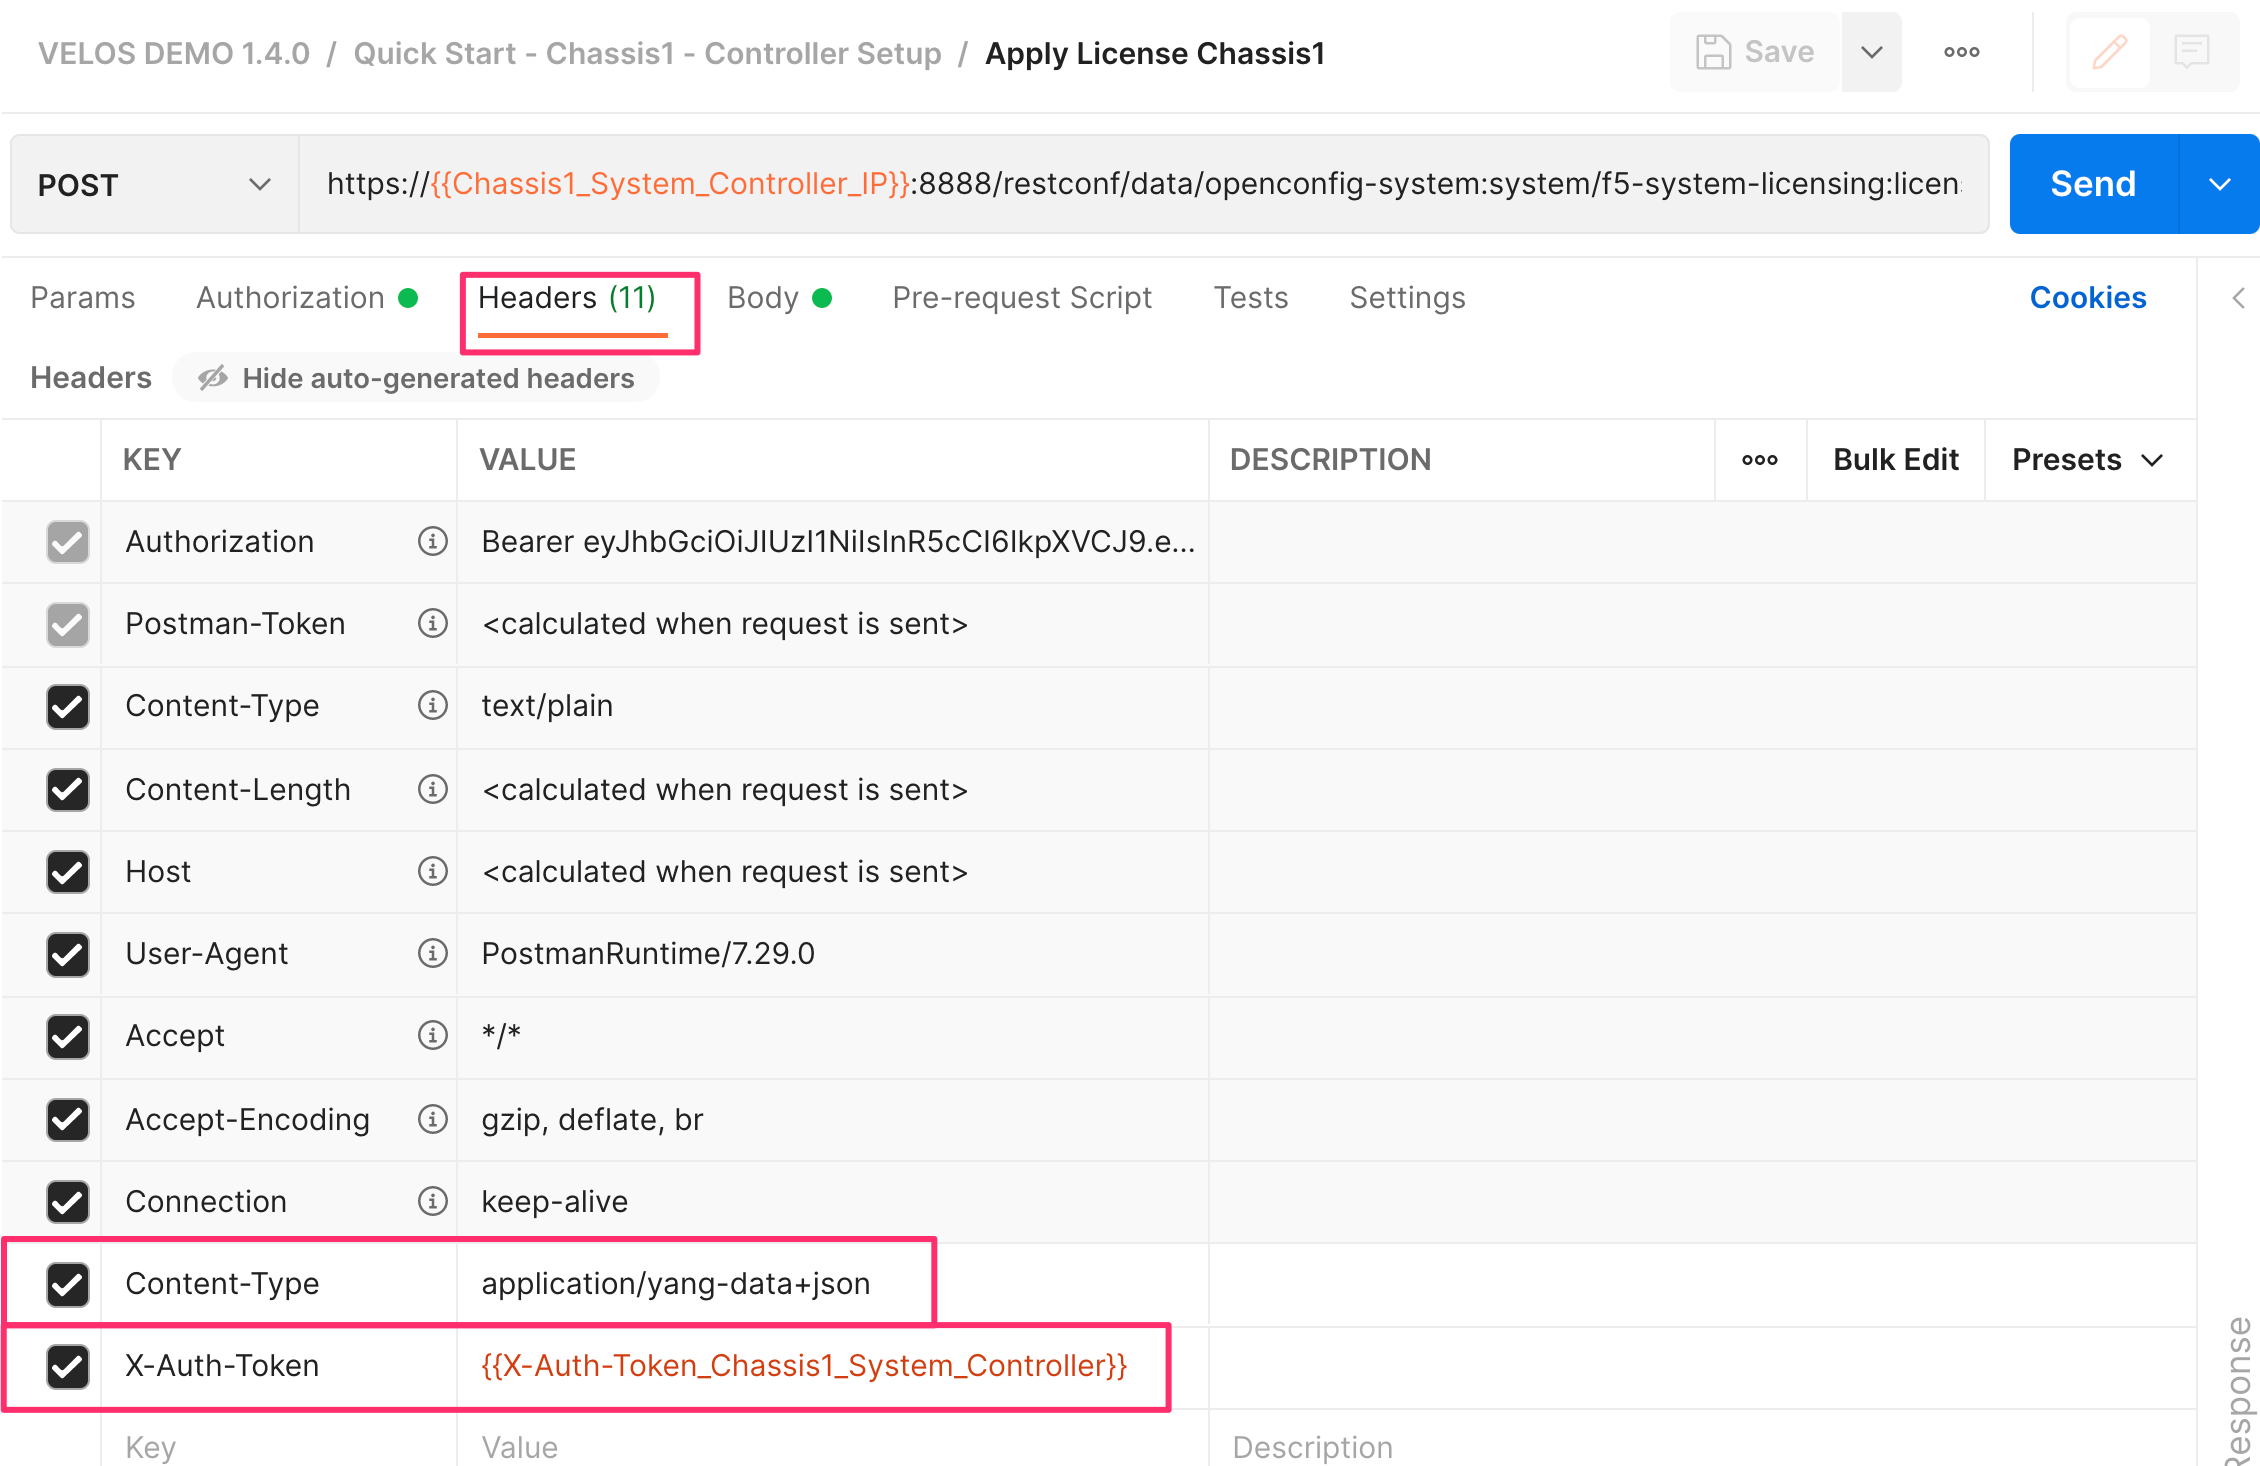 VELOS DEMO 1.4.0 / Quick Start - Chassis1 - Controller Setup / Apply License Chassis1
Save
POST
https://{{Chassis1_System_Controller_IP}}:8888/restconf/data/openconfig-system:system/f5-system-licensing:licen
Send
Params Authorization Headers (11) Body Pre-request Script Tests Settings Cookies
Headers Hide auto-generated headers
KEY VALUE DESCRIPTION Bulk Edit Presets
Authorization Bearer eyJhbGciOiJIUzI1NiIsInR5cCI6IkpXVCJ9.e...
Postman-Token <calculated when request is sent>
Content-Type text/plain
Content-Length <calculated when request is sent>
Host <calculated when request is sent>
User-Agent PostmanRuntime/7.29.0
Accept */*
Accept-Encoding gzip, deflate, br
Connection keep-alive
Content-Type application/yang-data+json
X-Auth-Token {{X-Auth-Token_Chassis1_System_Controller}}
Key Value Description
Response